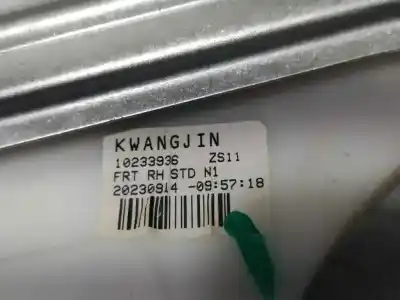 KWANGJIN
10233936 ZS11
FRT RH STD N1
20230914 -09:57:18